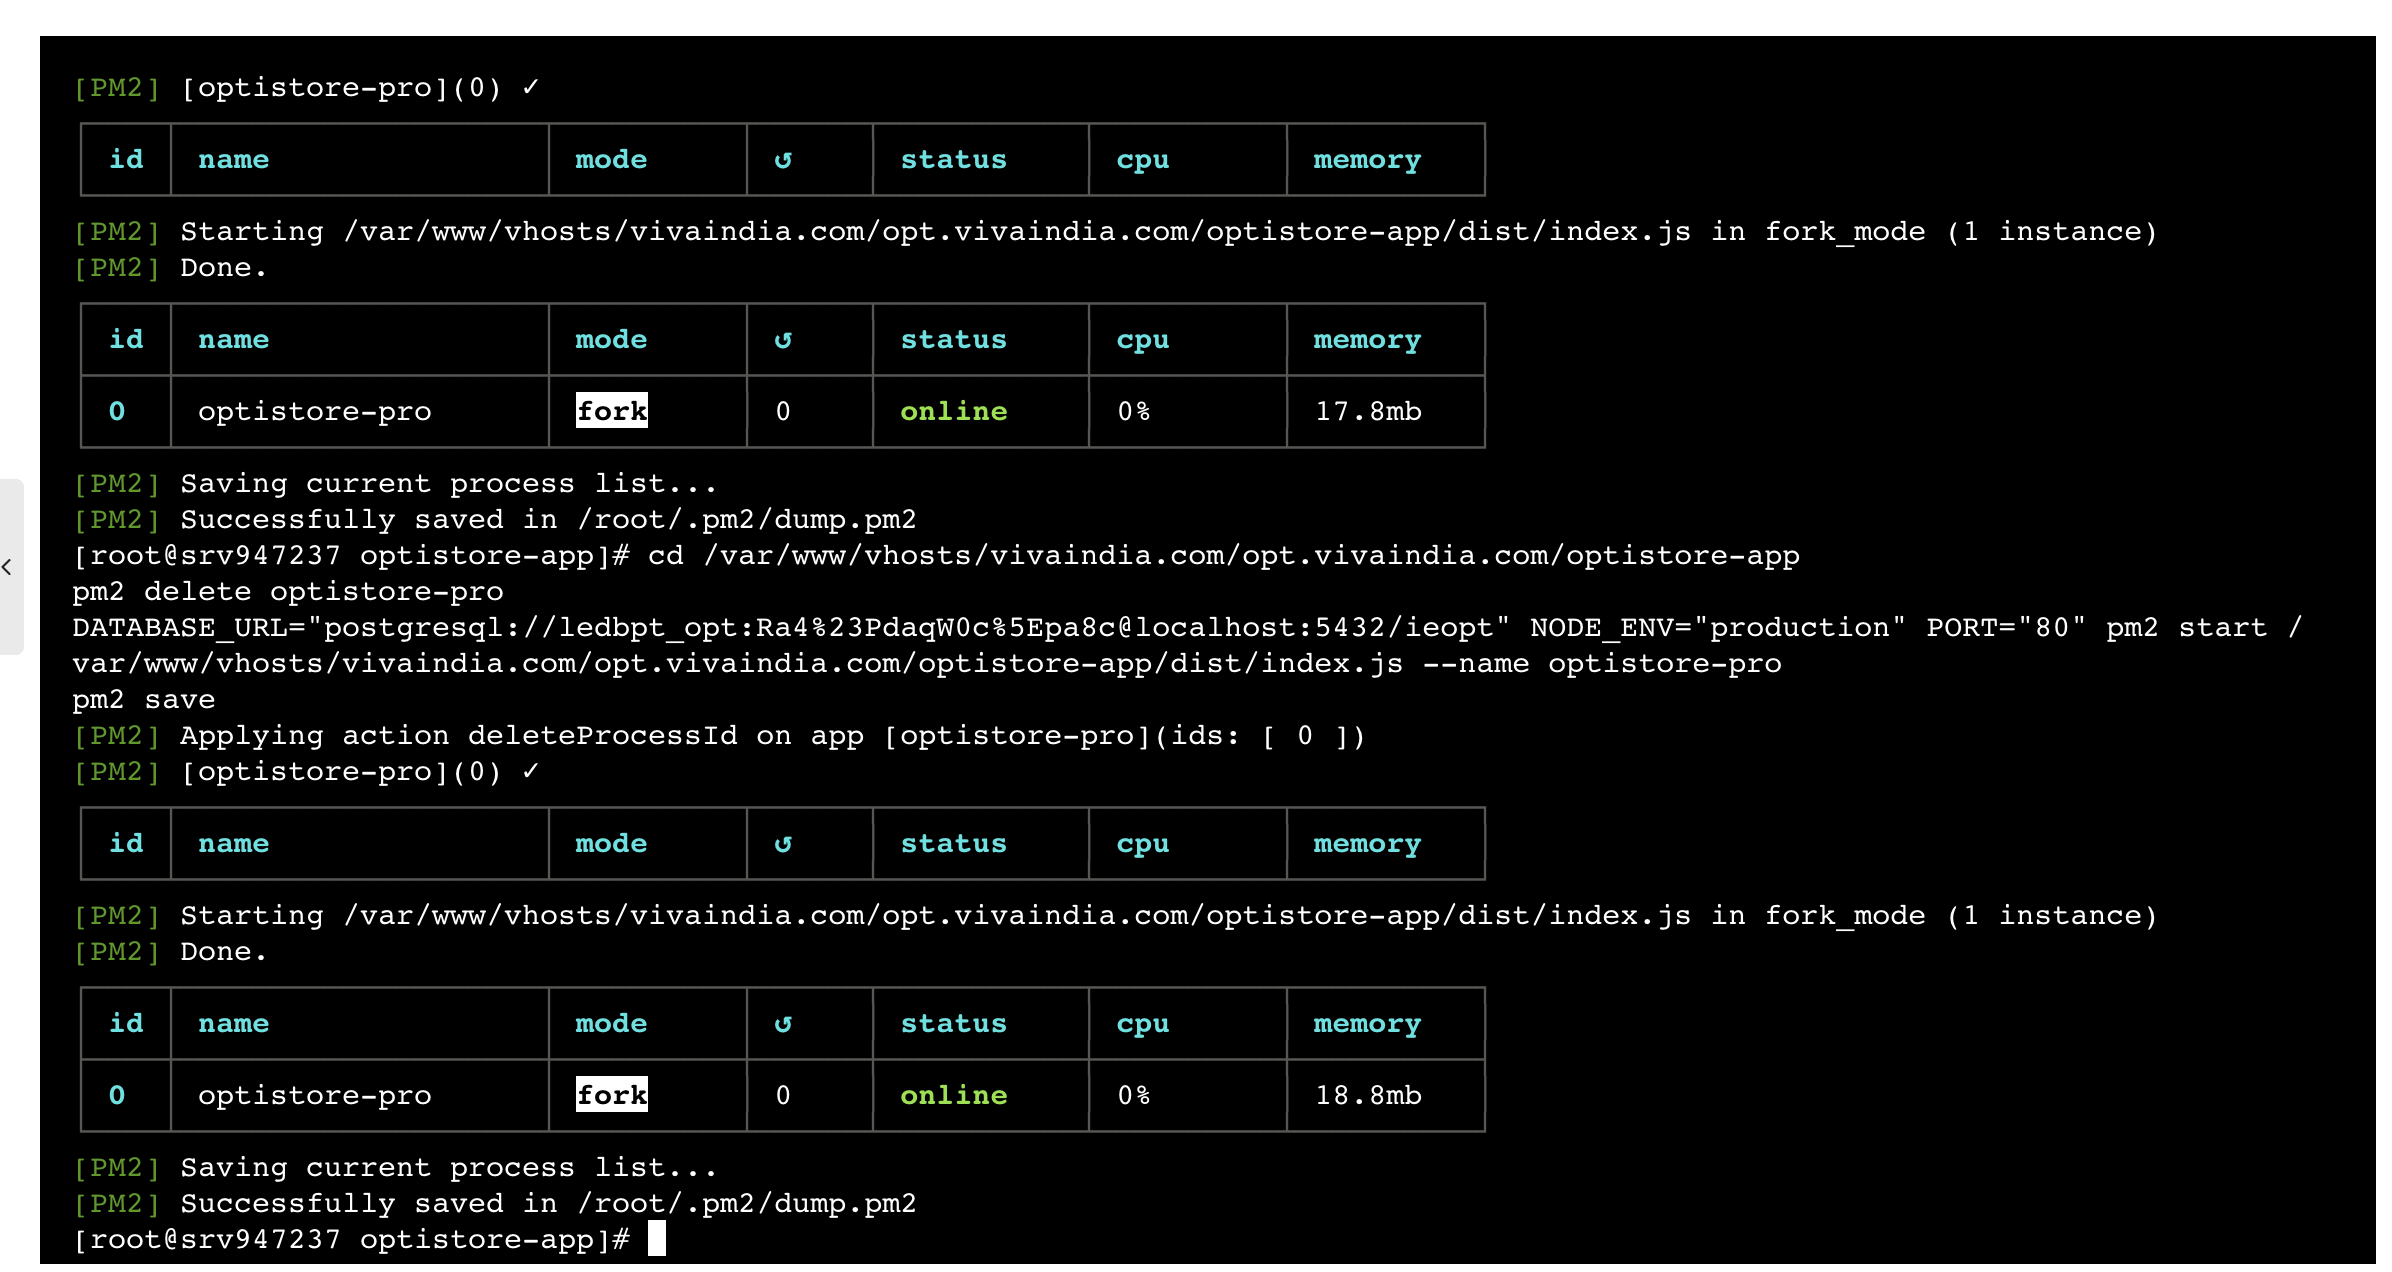 [PM2] [optistore-pro](0) ✓
id name mode ↺ status cpu memory
[PM2] Starting /var/www/vhosts/vivaindia.com/opt.vivaindia.com/optistore-app/dist/index.js in fork_mode (1 instance)
[PM2] Done.
id name mode ↺ status cpu memory
0 optistore-pro fork 0 online 0% 17.8mb
[PM2] Saving current process list...
[PM2] Successfully saved in /root/.pm2/dump.pm2
[root@srv947237 optistore-app]# cd /var/www/vhosts/vivaindia.com/opt.vivaindia.com/optistore-app
pm2 delete optistore-pro
DATABASE_URL="postgresql://ledbpt_opt:Ra4%23PdaqW0c%5Epa8c@localhost:5432/ieopt" NODE_ENV="production" PORT="80" pm2 start /
var/www/vhosts/vivaindia.com/opt.vivaindia.com/optistore-app/dist/index.js --name optistore-pro
pm2 save
[PM2] Applying action deleteProcessId on app [optistore-pro](ids: [ 0 ])
[PM2] [optistore-pro](0) ✓
id name mode ↺ status cpu memory
[PM2] Starting /var/www/vhosts/vivaindia.com/opt.vivaindia.com/optistore-app/dist/index.js in fork_mode (1 instance)
[PM2] Done.
id name mode ↺ status cpu memory
0 optistore-pro fork 0 online 0% 18.8mb
[PM2] Saving current process list...
[PM2] Successfully saved in /root/.pm2/dump.pm2
[root@srv947237 optistore-app]#